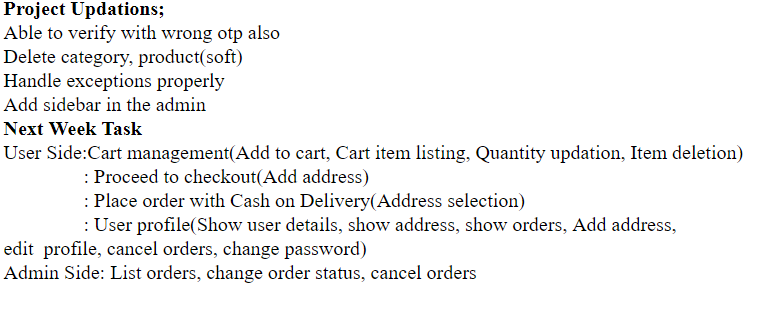 Project Updations;
Able to verify with wrong otp also
Delete category, product(soft)
Handle exceptions properly
Add sidebar in the admin
Next Week Task
User Side:Cart management(Add to cart, Cart item listing, Quantity updation, Item deletion)
: Proceed to checkout(Add address)
: Place order with Cash on Delivery(Address selection)
: User profile(Show user details, show address, show orders, Add address,
edit  profile, cancel orders, change password)
Admin Side: List orders, change order status, cancel orders